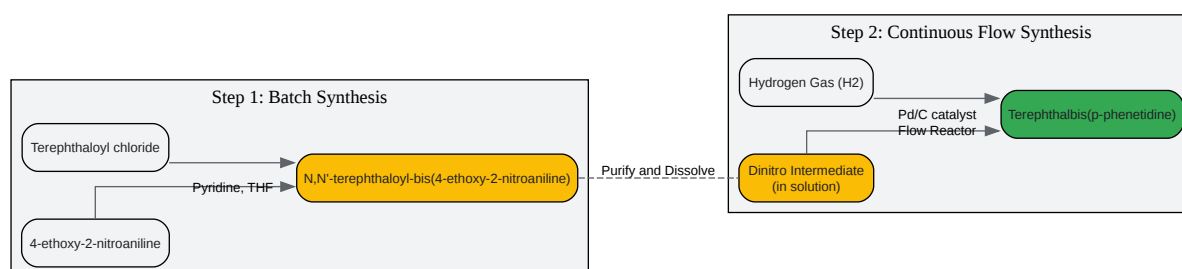 Step 1: Batch Synthesis
Terephthaloyl chloride
Pyridine, THF
4-ethoxy-2-nitroaniline
N,N'-terephthaloyl-bis(4-ethoxy-2-nitroaniline)
Purify and Dissolve
Step 2: Continuous Flow Synthesis
Hydrogen Gas (H2)
Pd/C catalyst
Flow Reactor
Dinitro Intermediate
(in solution)
Terephthalbis(p-phenetidine)